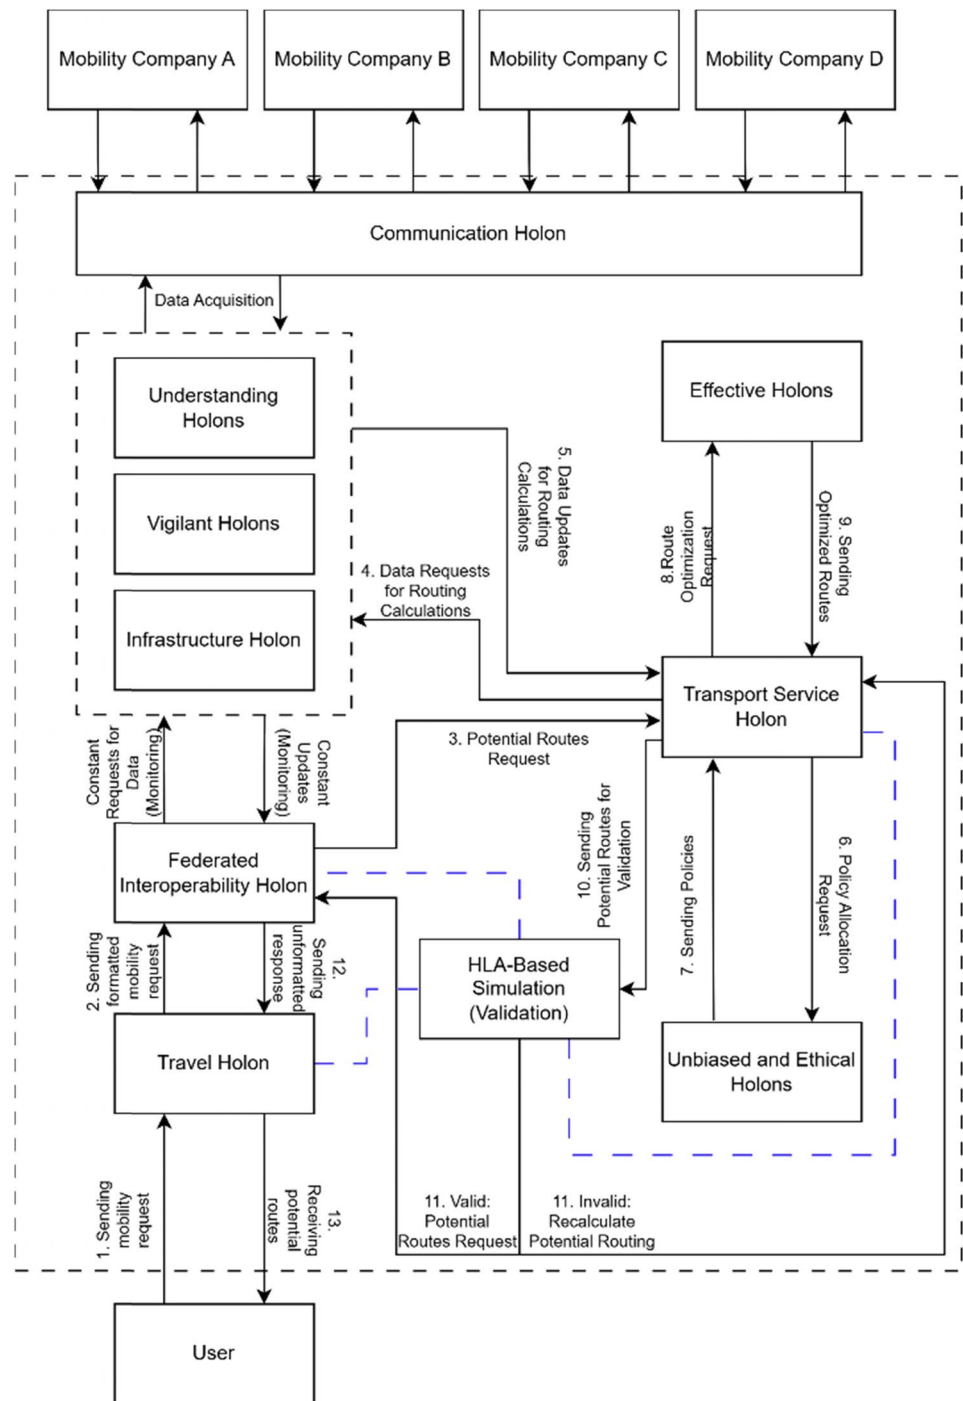 Mobility Company A
Mobility Company B
Mobility Company C
Mobility Company D
Communication Holon
Data Acquisition
Understanding
Holons
Vigilant Holons
Infrastructure Holon
Effective Holons
5. Data Updates
for Routing
Calculations
4. Data Requests
for Routing
Calculations
8.Route
Optimization
Request
9. Sending
Optimized Routes
Transport Service
Holon
Constant
Requests for
Data
(Monitoring)
Constant
Updates
(Monitoring)
3. Potential Routes
Request
Federated
Interoperability Holon
10. Sending
Potential Routes for
Validation
7. Sending Policies
6. Policy Allocation
Request
2. Sending
formatted
mobility
request
12.
Sending
unformatted
response
HLA-Based
Simulation
(Validation)
Travel Holon
Unbiased and Ethical
Holons
1. Sending
mobility
request
13.
Receiving
potential
routes
11. Valid:
Potential
Routes Request
11. Invalid:
Recalculate
Potential Routing
User